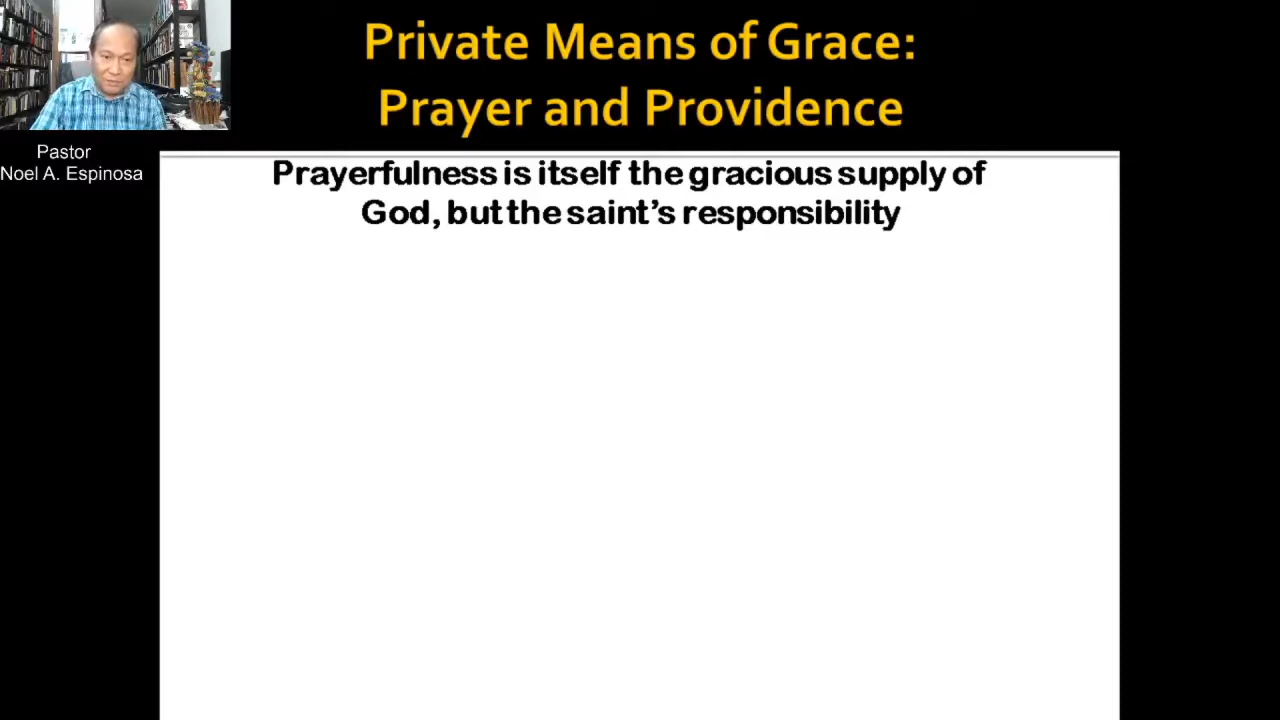 Private Means of Grace:
Prayer and Providence
Pastor
Noel A. Espinosa
Prayerfulness is itself the gracious supply of
God, but the saint’s responsibility